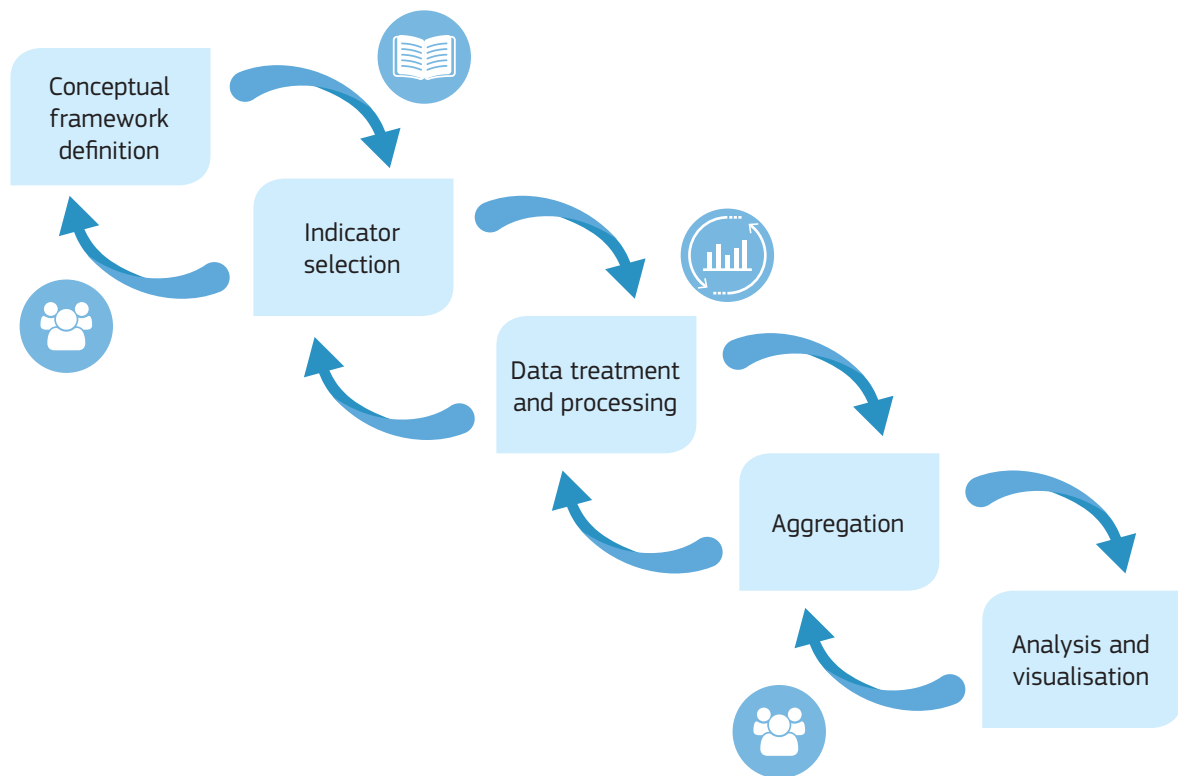 Conceptual
framework
definition
Indicator
selection
Data treatment
and processing
Aggregation
Analysis and
visualisation